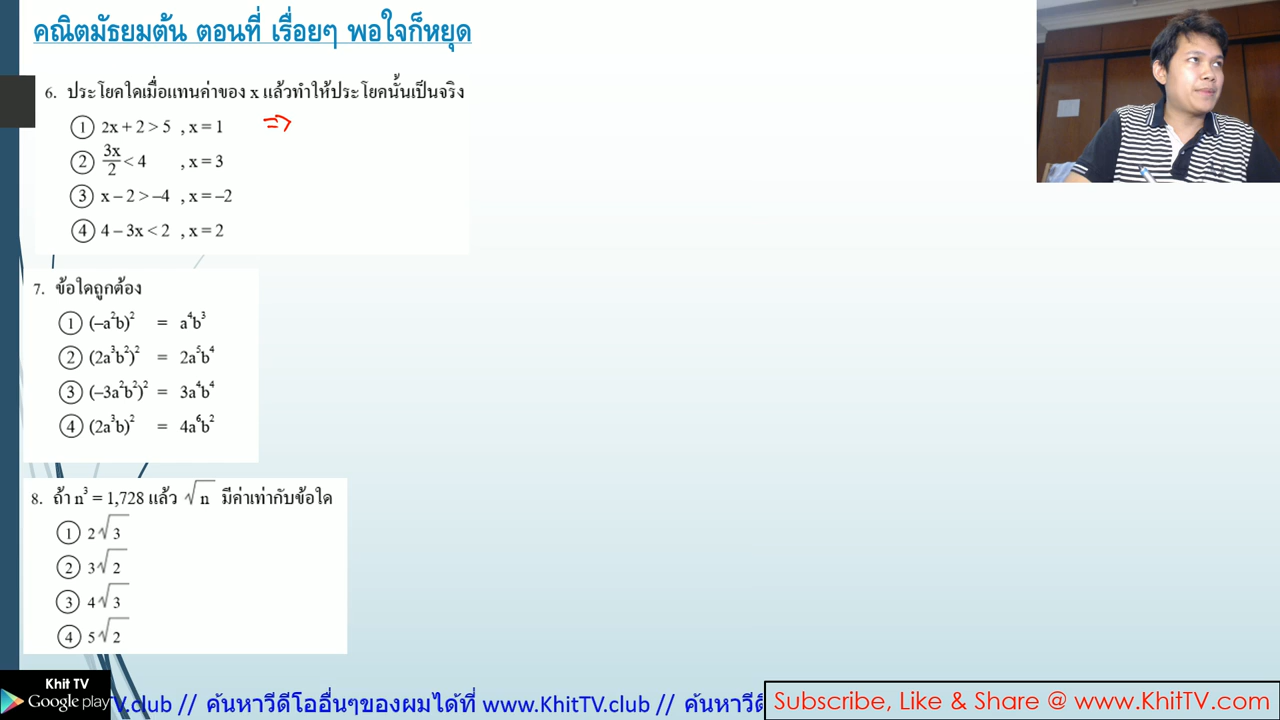 คณิตมัธยมต้น ตอนที่ เรื่อยๆ พอใจก็หยุด
6. ประโยคใดเมื่อแทนค่าของ x แล้วทำให้ประโยคนั้นเป็นจริง
① 2x + 2 > 5 , x = 1 ⇒
② 3x/2 < 4 , x = 3
③ x – 2 > –4 , x = –2
④ 4 – 3x < 2 , x = 2
7. ข้อใดถูกต้อง
① (–a²b)² = a⁴b³
② (2a³b²)² = 2a⁵b⁴
③ (–3a²b²)² = 3a⁴b⁴
④ (2a³b)² = 4a⁶b²
8. ถ้า n³ = 1,728 แล้ว √n มีค่าเท่ากับข้อใด
① 2√3
② 3√2
③ 4√3
④ 5√2
Khit TV
Google play
TV.club // ค้นหาวีดีโออื่นๆของผมได้ที่ www.KhitTV.club // ค้นหาวีดี
Subscribe, Like & Share @ www.KhitTV.com